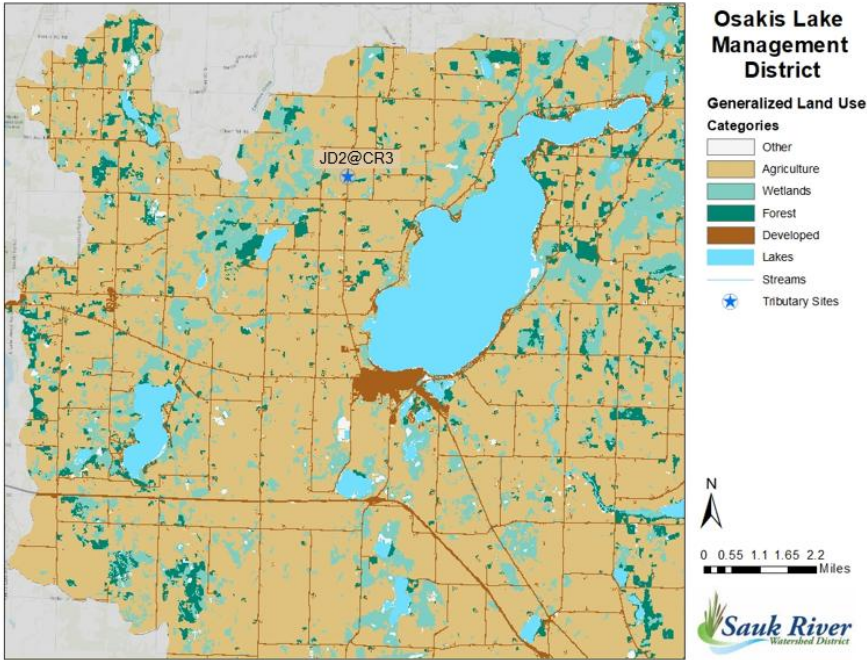 Osakis Lake
Management
District
Generalized Land Use
Categories
Other
Agriculture
Wetlands
Forest
Developed
Lakes
Streams
Tributary Sites
JD2@CR3
N
0 0.55 1.1 1.65 2.2
Miles
Sauk River
Watershed District